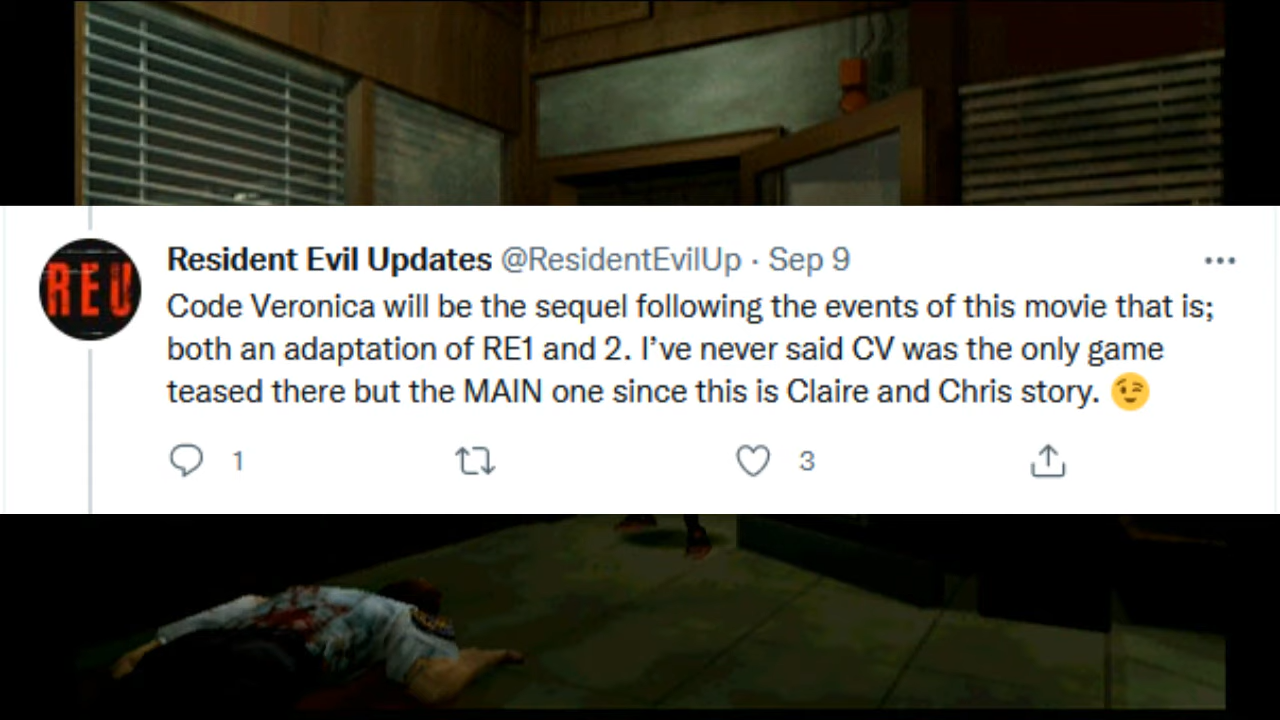 REU
Resident Evil Updates @ResidentEvilUp · Sep 9
Code Veronica will be the sequel following the events of this movie that is;
both an adaptation of RE1 and 2. I’ve never said CV was the only game
teased there but the MAIN one since this is Claire and Chris story. 😉
1 3